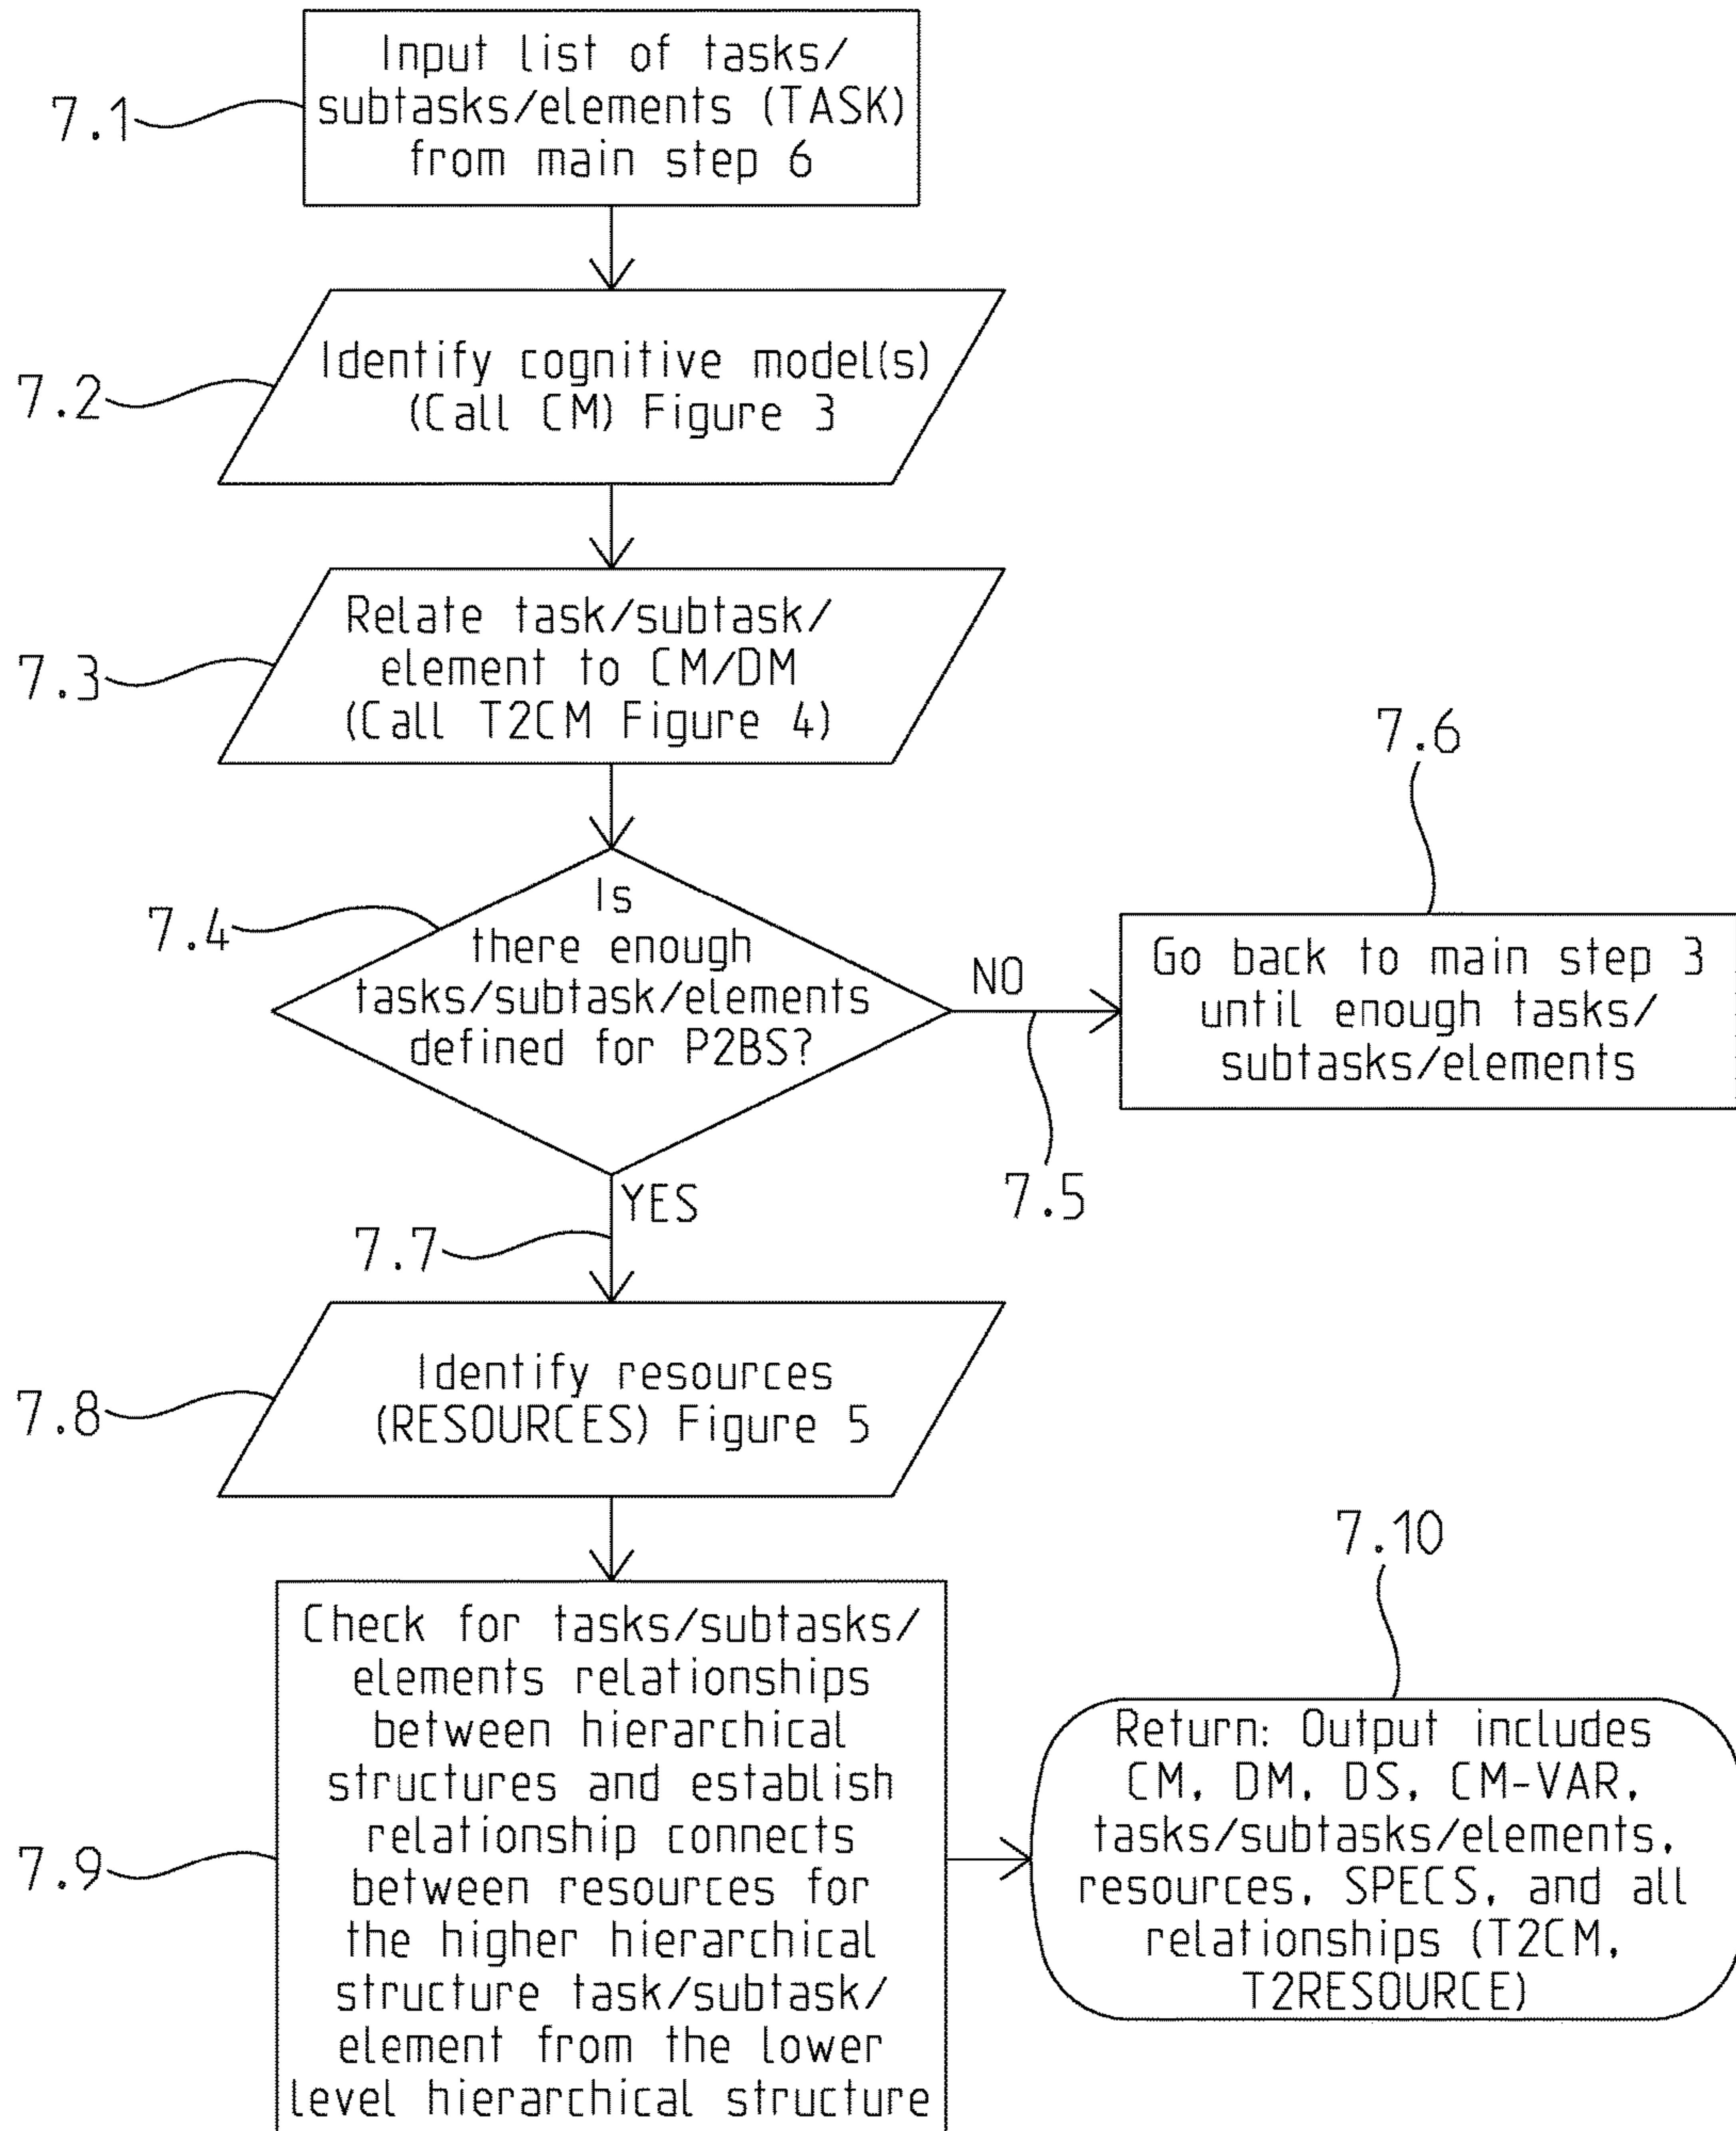 7.1
Input list of tasks/
subtasks/elements (TASK)
from main step 6
7.2
Identify cognitive model(s)
(Call CM) Figure 3
7.3
Relate task/subtask/
element to CM/DM
(Call T2CM Figure 4)
7.4
Is
there enough
tasks/subtask/elements
defined for P2BS?
NO
7.5
7.6
Go back to main step 3
until enough tasks/
subtasks/elements
YES
7.7
7.8
Identify resources
(RESOURCES) Figure 5
7.9
Check for tasks/subtasks/
elements relationships
between hierarchical
structures and establish
relationship connects
between resources for
the higher hierarchical
structure task/subtask/
element from the lower
level hierarchical structure
7.10
Return: Output includes
CM, DM, DS, CM-VAR,
tasks/subtasks/elements,
resources, SPECS, and all
relationships (T2CM,
T2RESOURCE)